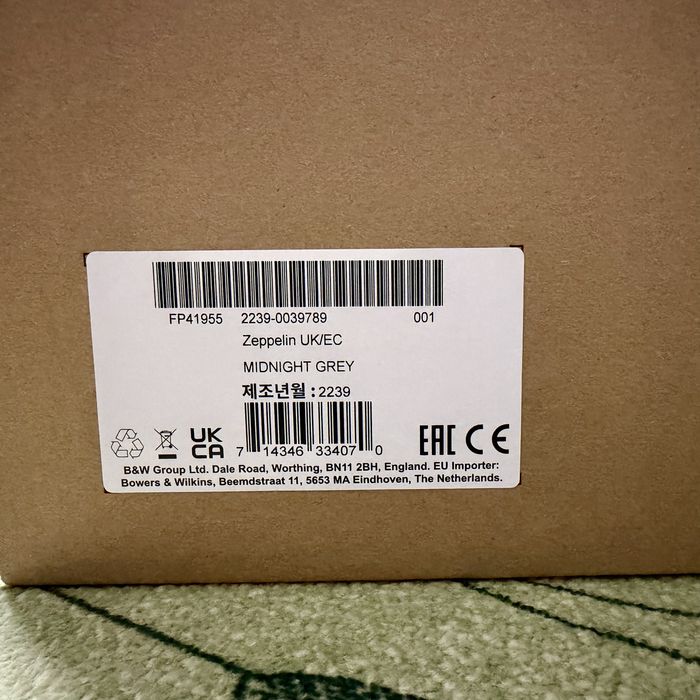 FP41955 2239-0039789 001
Zeppelin UK/EC
MIDNIGHT GREY
제조년월 : 2239
UK
CA
7 14346 33407 0
EAC CE
B&W Group Ltd. Dale Road, Worthing, BN11 2BH, England. EU Importer:
Bowers & Wilkins, Beemdstraat 11, 5653 MA Eindhoven, The Netherlands.